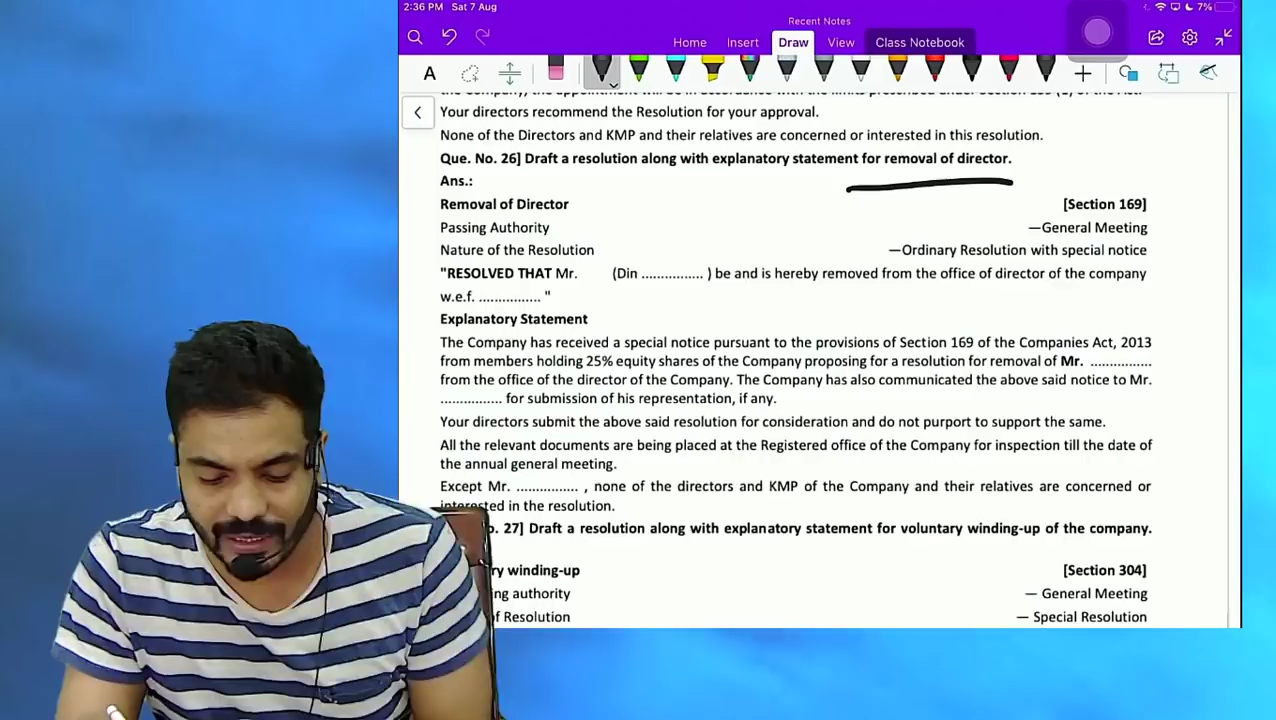 2:36 PM Sat 7 Aug
7%
Recent Notes
Home Insert Draw View Class Notebook
A
Your directors recommend the Resolution for your approval.
None of the Directors and KMP and their relatives are concerned or interested in this resolution.
Que. No. 26] Draft a resolution along with explanatory statement for removal of director.
Ans.:
Removal of Director [Section 169]
Passing Authority —General Meeting
Nature of the Resolution —Ordinary Resolution with special notice
"RESOLVED THAT Mr. (Din ............... ) be and is hereby removed from the office of director of the company
w.e.f. ............... "
Explanatory Statement
The Company has received a special notice pursuant to the provisions of Section 169 of the Companies Act, 2013
from members holding 25% equity shares of the Company proposing for a resolution for removal of Mr. ...............
from the office of the director of the Company. The Company has also communicated the above said notice to Mr.
............... for submission of his representation, if any.
Your directors submit the above said resolution for consideration and do not purport to support the same.
All the relevant documents are being placed at the Registered office of the Company for inspection till the date of
the annual general meeting.
Except Mr. ............... , none of the directors and KMP of the Company and their relatives are concerned or
interested in the resolution.
o. 27] Draft a resolution along with explanatory statement for voluntary winding-up of the company.
ry winding-up [Section 304]
ing authority — General Meeting
of Resolution — Special Resolution